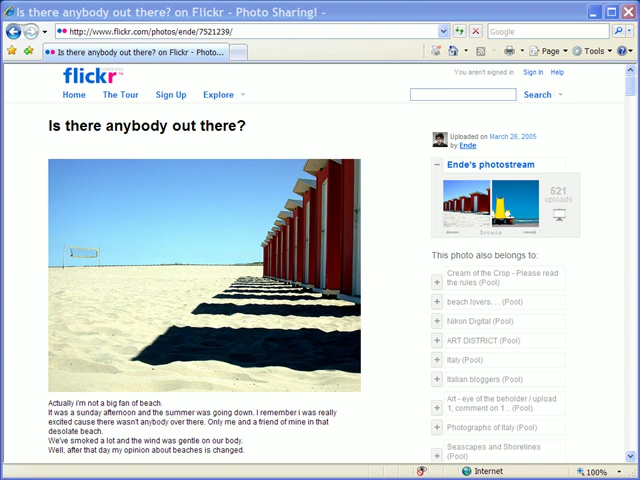 Is there anybody out there? on Flickr - Photo Sharing! -
http://www.flickr.com/photos/ende/7521239/
Google
Is there anybody out there? on Flickr - Photo...
Page
Tools
flickr
You aren't signed in Sign In Help
Home The Tour Sign Up Explore
Search
Is there anybody out there?
Uploaded on March 26, 2005
by Ende
Ende's photostream
521
uploads
browse
This photo also belongs to:
Cream of the Crop - Please read
the rules (Pool)
beach lovers. . . (Pool)
Nikon Digital (Pool)
ART DISTRICT (Pool)
Italy (Pool)
Italian bloggers (Pool)
Art - eye of the beholder / upload
1, comment on 1... (Pool)
Photographs of Italy (Pool)
Seascapes and Shorelines
(Pool)
Actually i'm not a big fan of beach.
It was a sunday afternoon and the summer was going down. I remember i was really
excited cause there wasn't anybody over there. Only me and a friend of mine in that
desolate beach.
We've smoked a lot and the wind was gentle on our body.
Well, after that day my opinion about beaches is changed.
Internet
100%